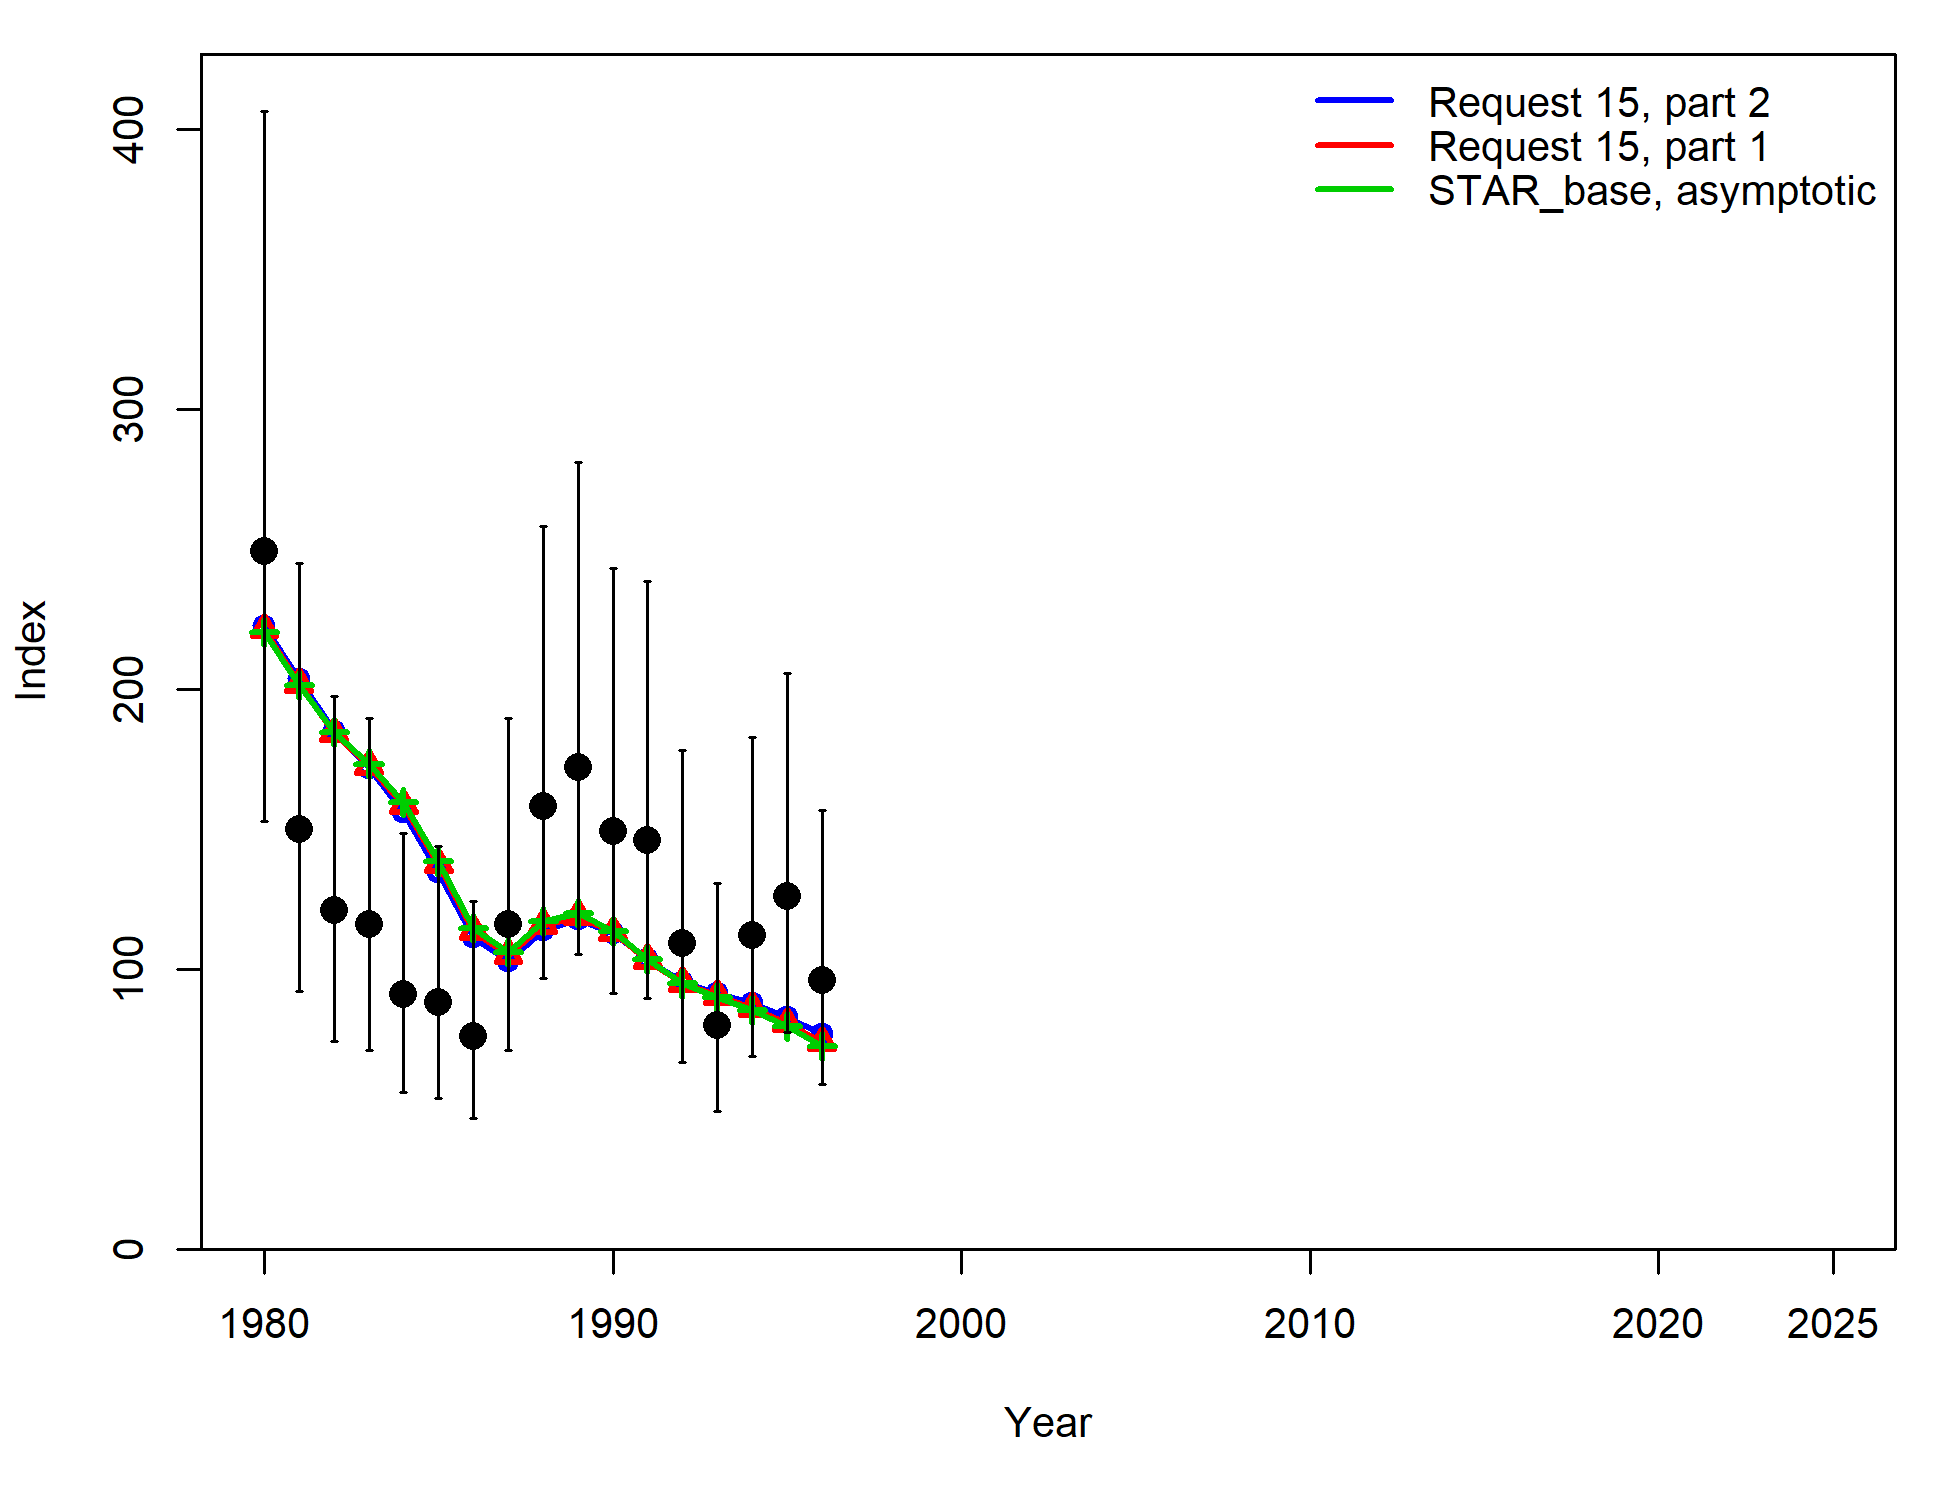 Request 15, part 2
Request 15, part 1
STAR_base, asymptotic
400
300
200
100
0
Index
1980 1990 2000 2010 2020 2025
Year